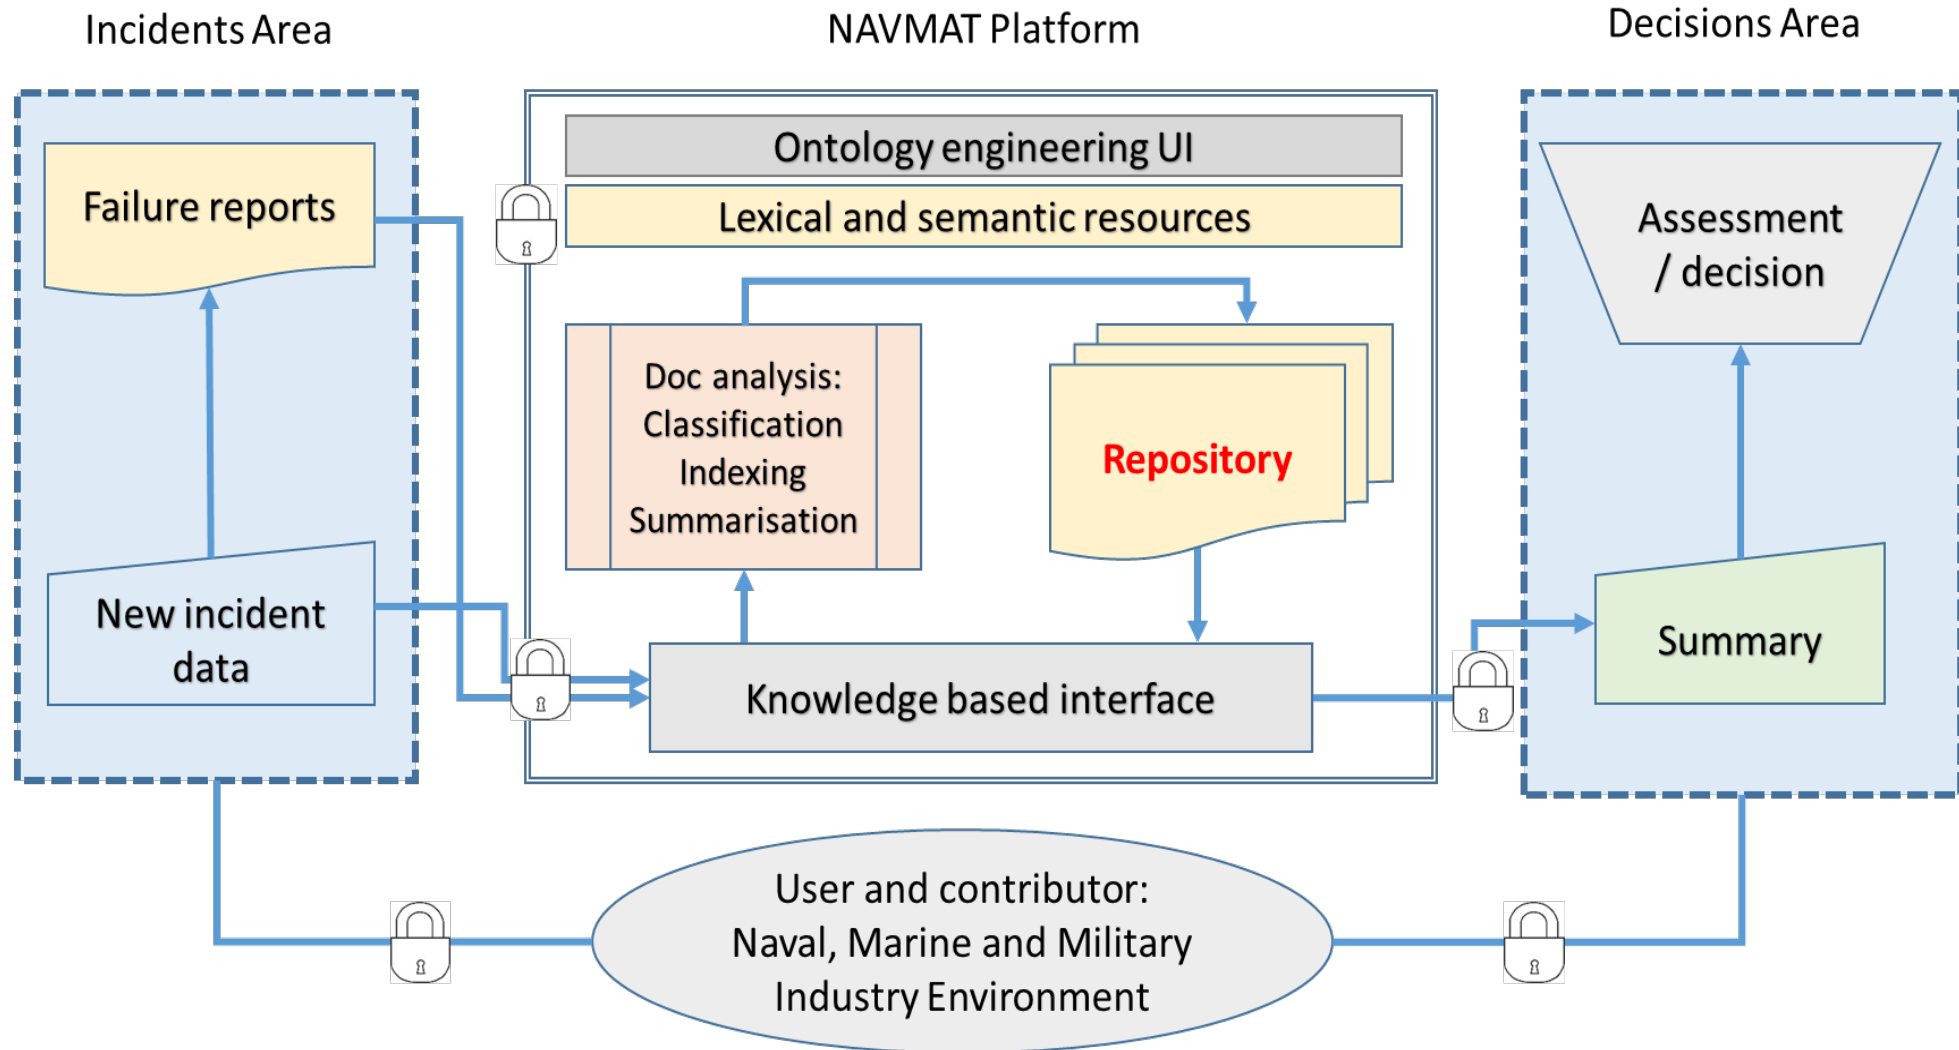 Incidents Area
NAVMAT Platform
Decisions Area
Failure reports
New incident
data
Ontology engineering UI
Lexical and semantic resources
Doc analysis:
Classification
Indexing
Summarisation
Repository
Knowledge based interface
Assessment
/ decision
Summary
User and contributor:
Naval, Marine and Military
Industry Environment